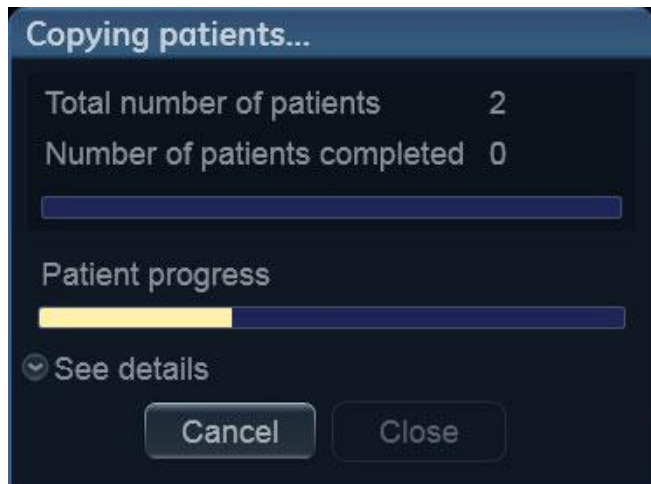 Copying patients...
Total number of patients 2
Number of patients completed 0
Patient progress
See details
Cancel Close